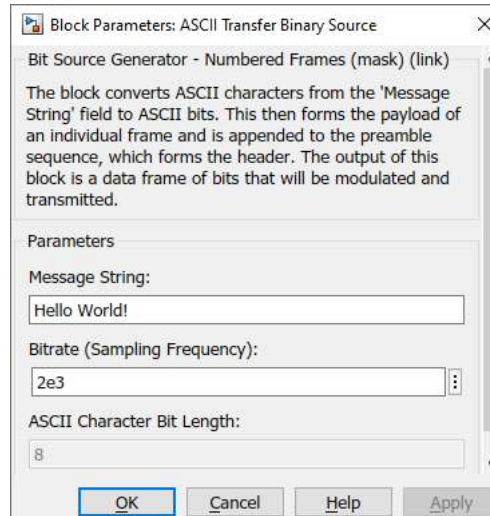 Block Parameters: ASCII Transfer Binary Source
Bit Source Generator - Numbered Frames (mask) (link)
The block converts ASCII characters from the 'Message
String' field to ASCII bits. This then forms the payload of
an individual frame and is appended to the preamble
sequence, which forms the header. The output of this
block is a data frame of bits that will be modulated and
transmitted.
Parameters
Message String:
Hello World!
Bitrate (Sampling Frequency):
2e3
ASCII Character Bit Length:
8
OK Cancel Help Apply